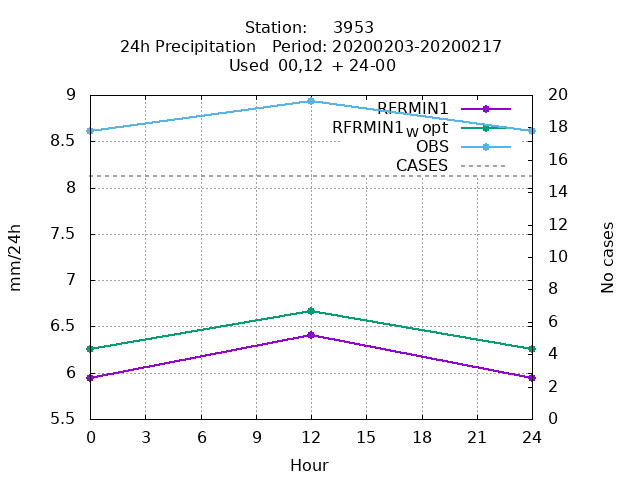 Station: 3953
24h Precipitation Period: 20200203-20200217
Used 00,12 + 24-00
9
8.5
8
7.5
7
6.5
6
5.5
20
18
16
14
12
10
8
6
4
2
0
0 3 6 9 12 15 18 21 24
mm/24h
No cases
Hour
RFRMIN1
RFRMIN1w opt
OBS
CASES